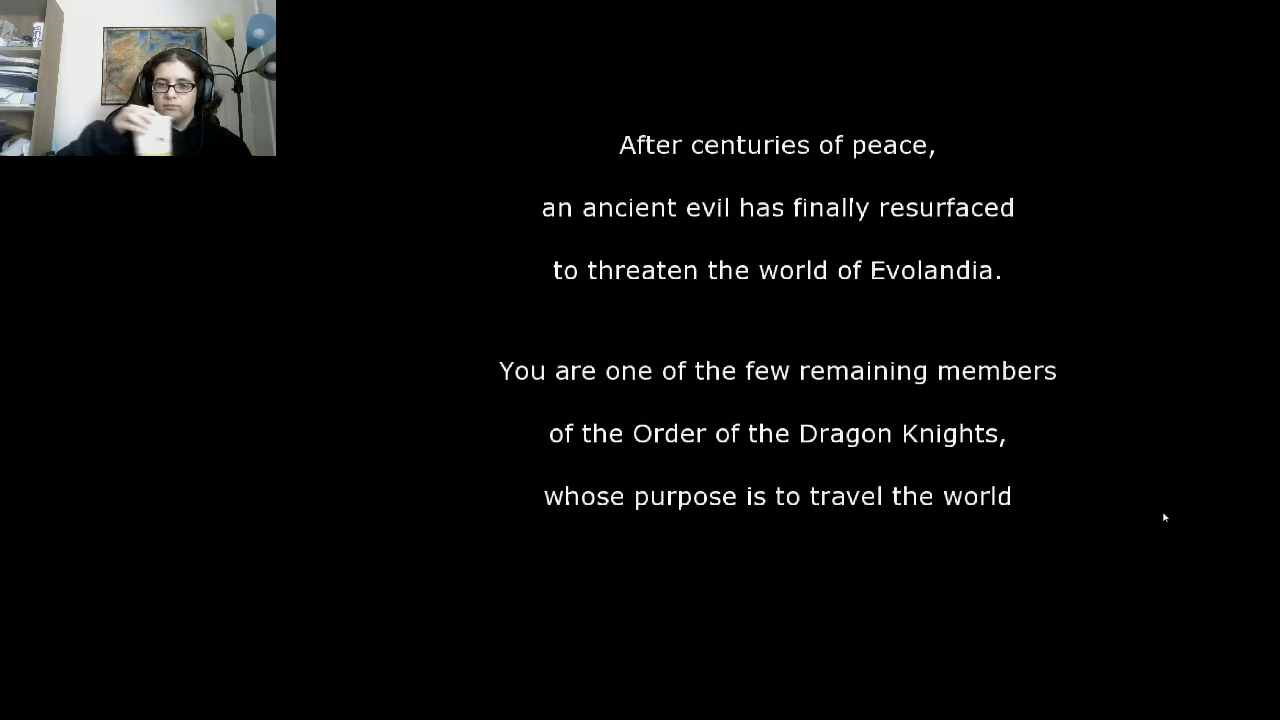 After centuries of peace,
an ancient evil has finally resurfaced
to threaten the world of Evolandia.
You are one of the few remaining members
of the Order of the Dragon Knights,
whose purpose is to travel the world